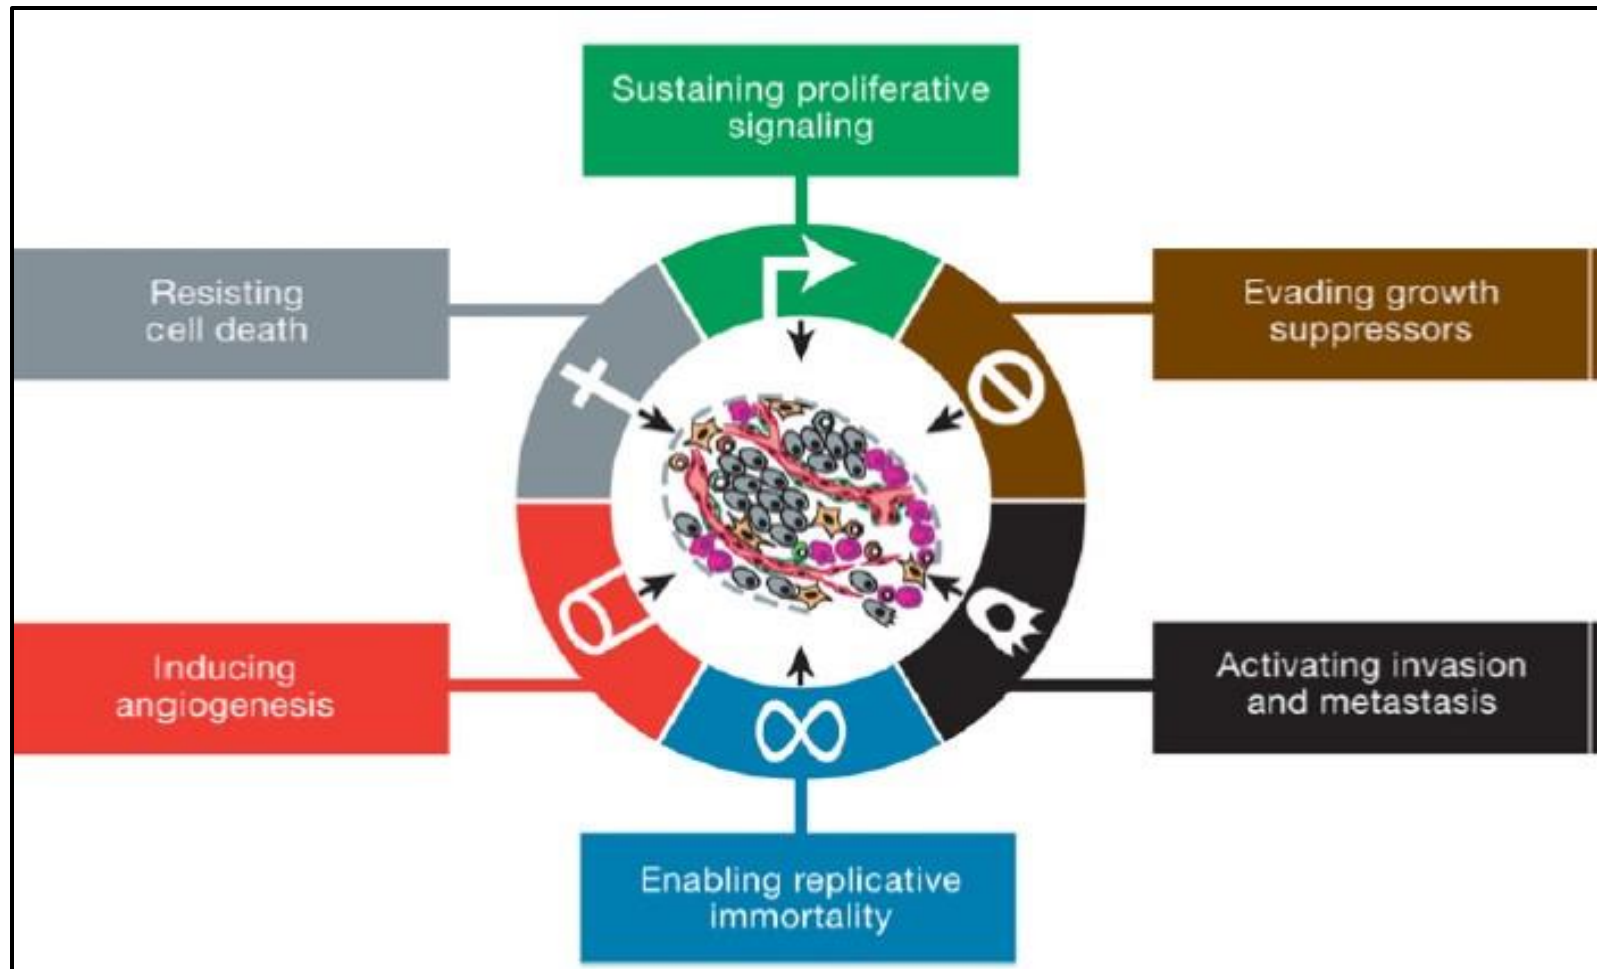 Sustaining proliferative
signaling
Resisting
cell death
Evading growth
suppressors
Inducing
angiogenesis
Activating invasion
and metastasis
Enabling replicative
immortality